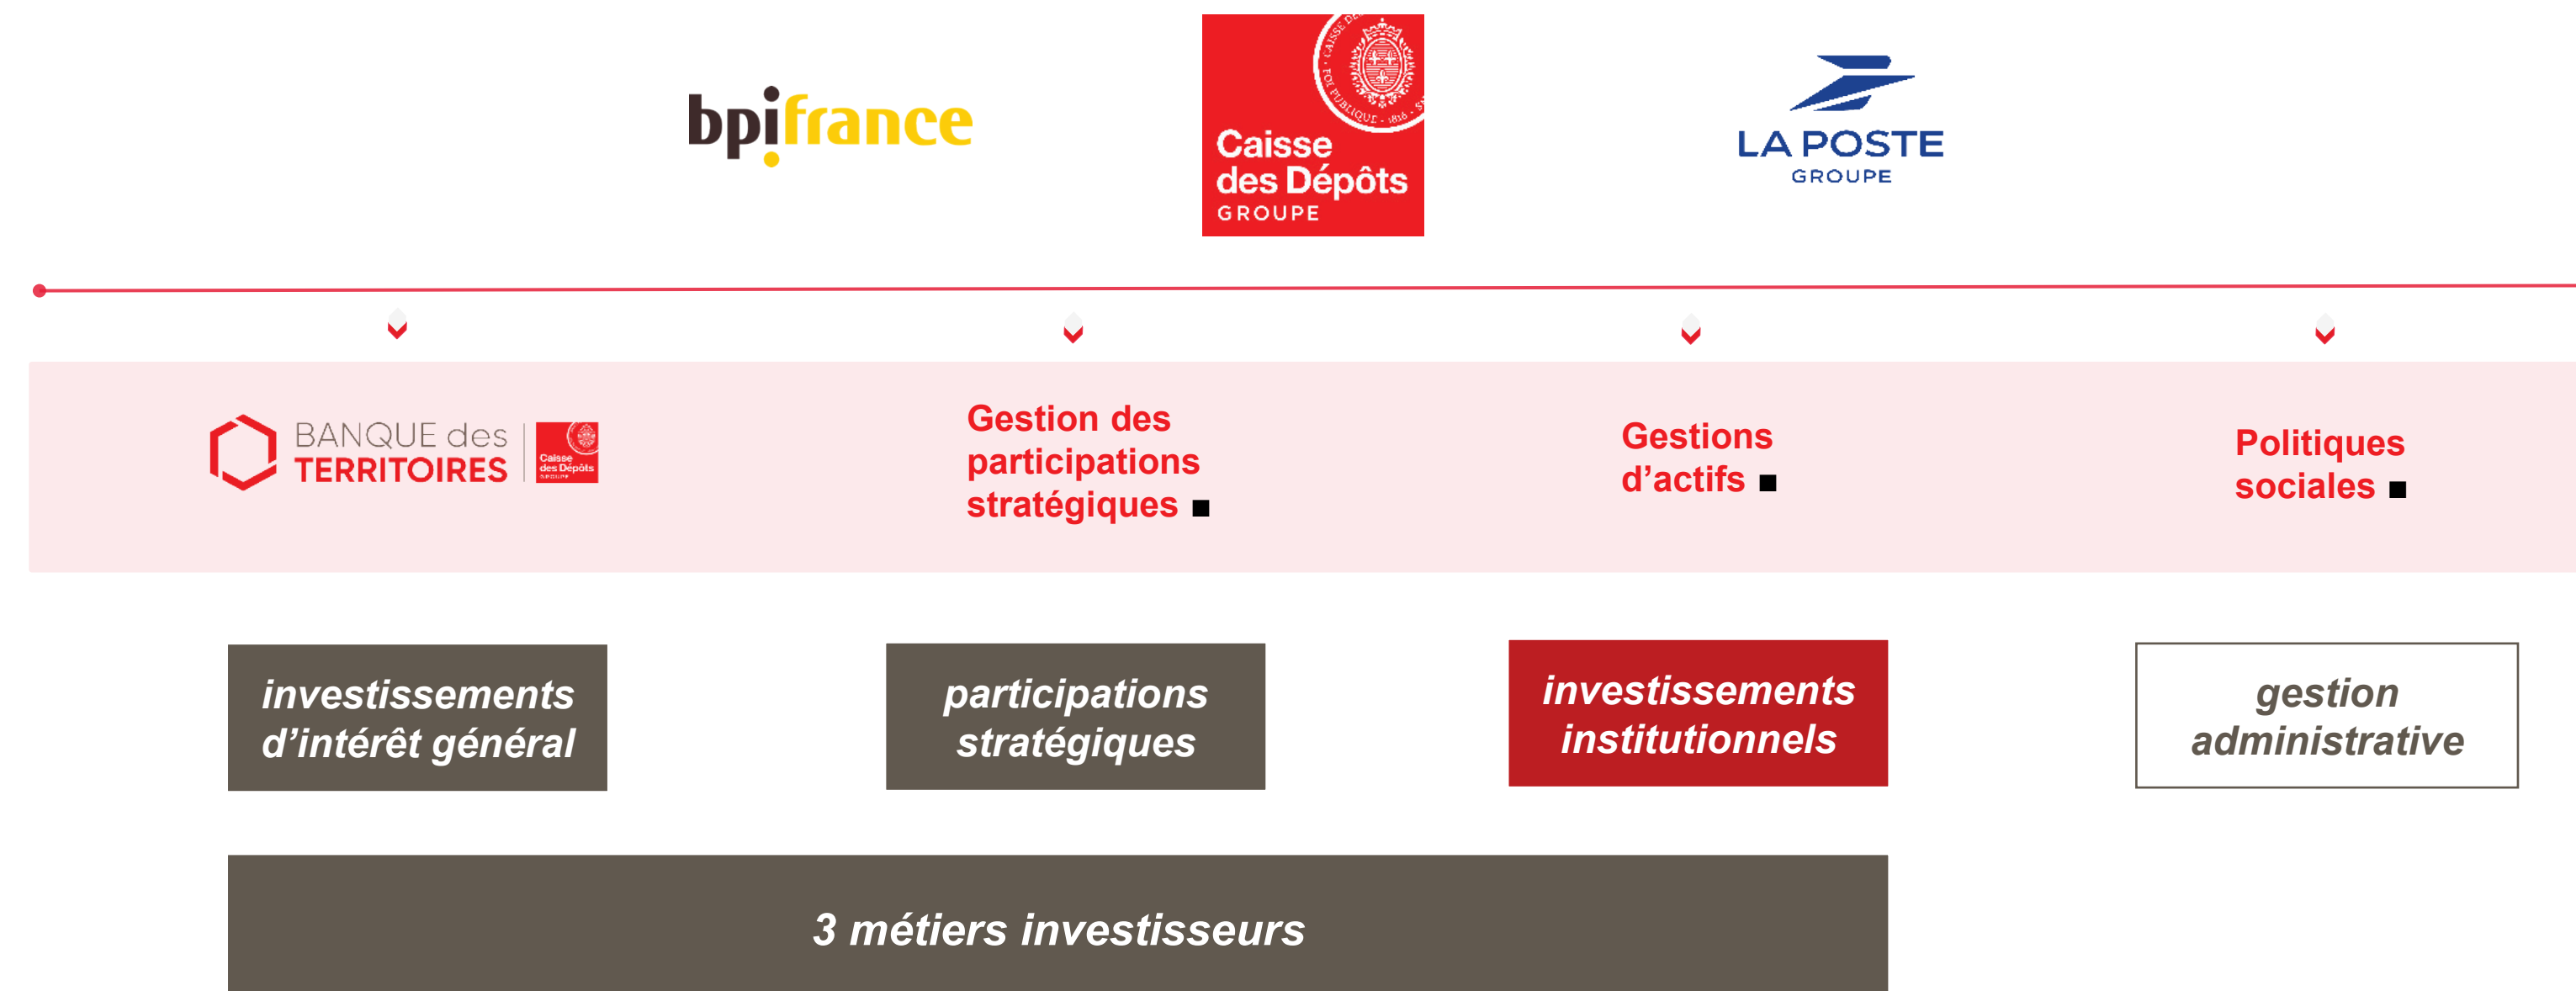 bpifrance
Caisse
des Dépôts
GROUPE
LA POSTE
GROUPE
BANQUE des
TERRITOIRES
Caisse
des Dépôts
GROUPE
Gestion des
participations
stratégiques ■
Gestions
d’actifs ■
Politiques
sociales ■
investissements
d’intérêt général
participations
stratégiques
investissements
institutionnels
gestion
administrative
3 métiers investisseurs